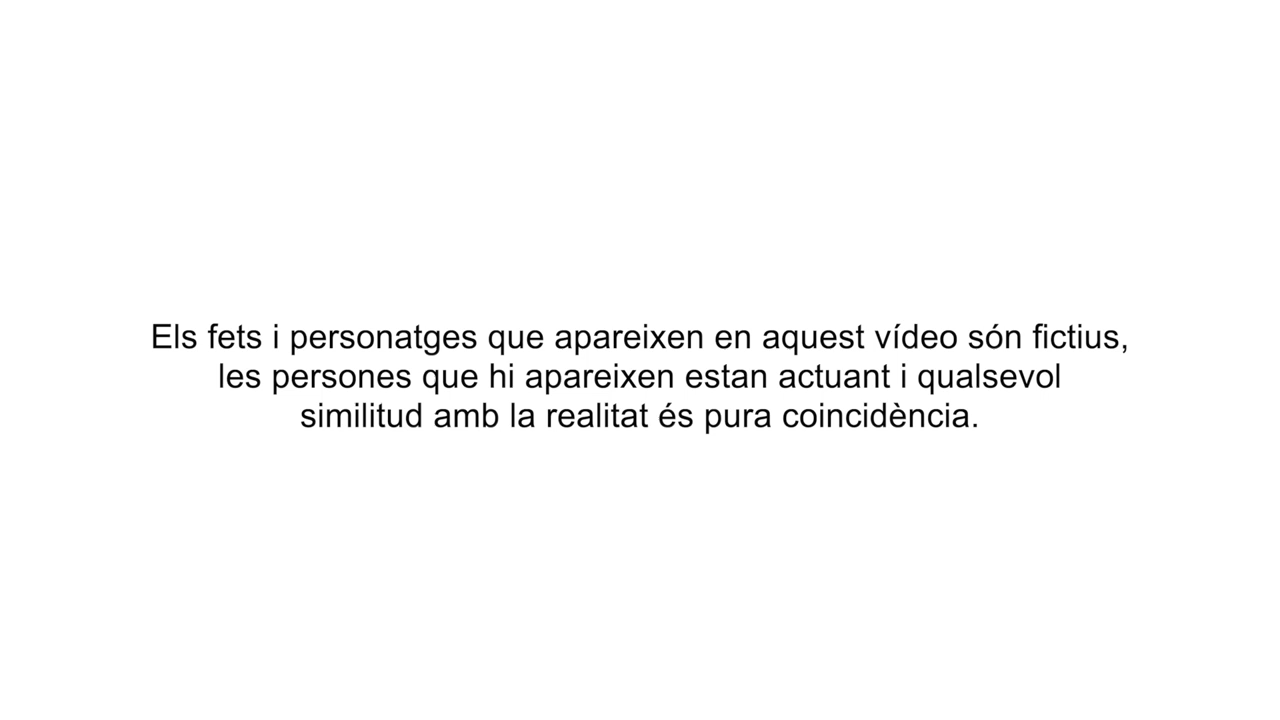 Els fets i personatges que apareixen en aquest vídeo són fictius,
les persones que hi apareixen estan actuant i qualsevol
similitud amb la realitat és pura coincidència.